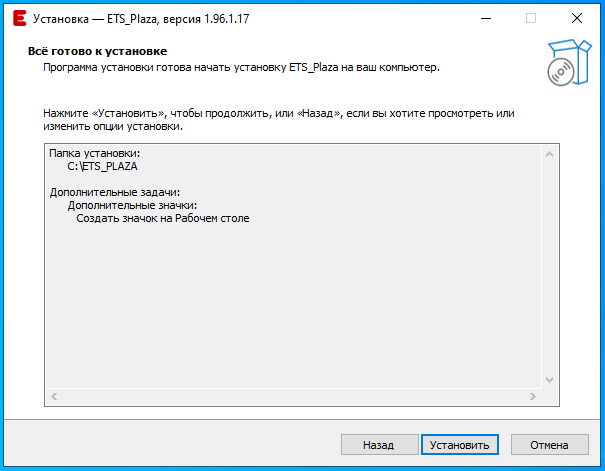 Установка — ETS_Plaza, версия 1.96.1.17
Всё готово к установке
Программа установки готова начать установку ETS_Plaza на ваш компьютер.
Нажмите «Установить», чтобы продолжить, или «Назад», если вы хотите просмотреть или
изменить опции установки.
Папка установки:
C:\ETS_PLAZA
Дополнительные задачи:
Дополнительные значки:
Создать значок на Рабочем столе
Назад
Установить
Отмена